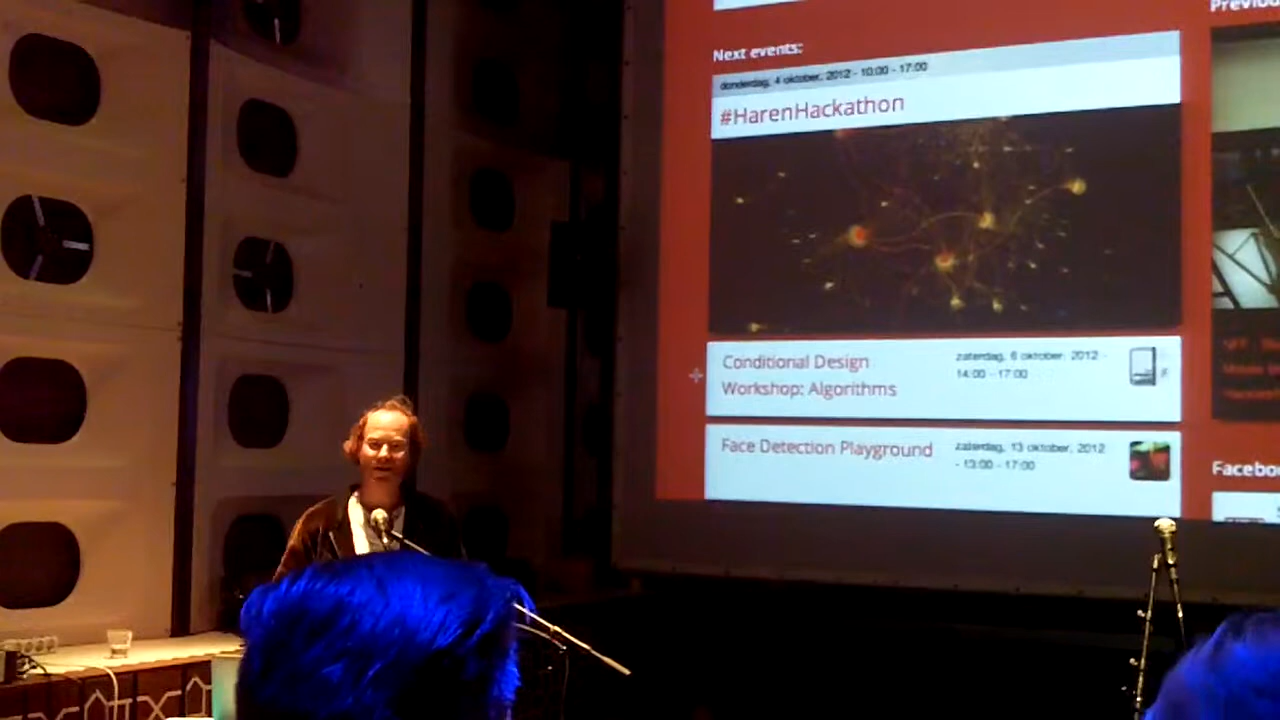 Next events:
donderdag, 4 oktober, 2012 - 10:00 - 17:00
#HarenHackathon
Conditional Design
Workshop: Algorithms
zaterdag, 6 oktober, 2012 -
14:00 - 17:00
Face Detection Playground
zaterdag, 13 oktober, 2012
- 13:00 - 17:00
Previou
Facebo